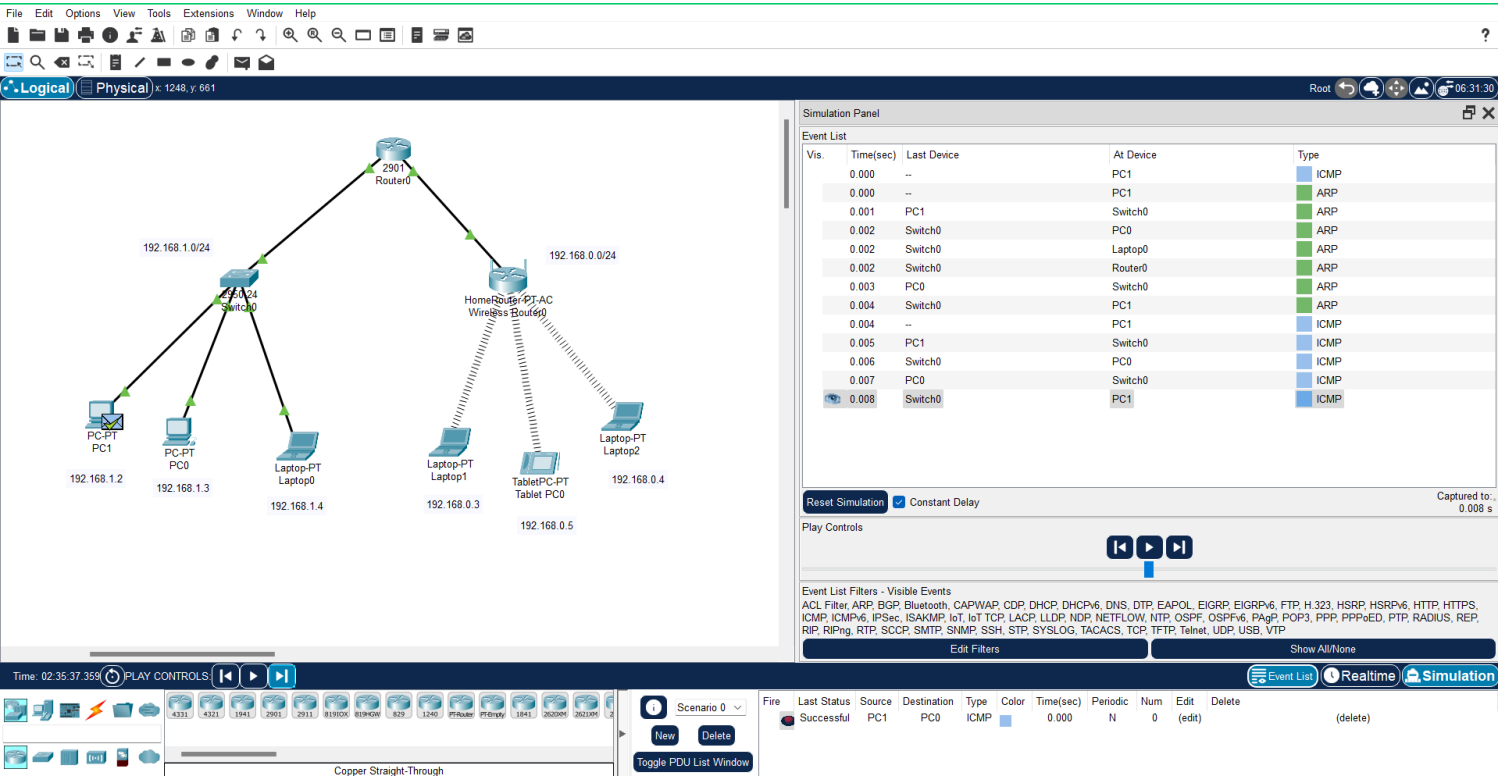 File Edit Options View Tools Extensions Window Help
?
Logical Physical x: 1248, y: 661 Root 06:31:30
2901
Router0
192.168.1.0/24
192.168.0.0/24
2950-24
Switch0
HomeRouter-PT-AC
Wireless Router0
PC-PT
PC1
192.168.1.2
PC-PT
PC0
192.168.1.3
Laptop-PT
Laptop0
192.168.1.4
Laptop-PT
Laptop1
192.168.0.3
TabletPC-PT
Tablet PC0
192.168.0.5
Laptop-PT
Laptop2
192.168.0.4
Simulation Panel
Event List
Vis. Time(sec) Last Device At Device Type
0.000 -- PC1 ICMP
0.000 -- PC1 ARP
0.001 PC1 Switch0 ARP
0.002 Switch0 PC0 ARP
0.002 Switch0 Laptop0 ARP
0.002 Switch0 Router0 ARP
0.003 PC0 Switch0 ARP
0.004 Switch0 PC1 ARP
0.004 -- PC1 ICMP
0.005 PC1 Switch0 ICMP
0.006 Switch0 PC0 ICMP
0.007 PC0 Switch0 ICMP
0.008 Switch0 PC1 ICMP
Reset Simulation Constant Delay Captured to:
0.008 s
Play Controls
Event List Filters - Visible Events
ACL Filter, ARP, BGP, Bluetooth, CAPWAP, CDP, DHCP, DHCPv6, DNS, DTP, EAPOL, EIGRP, EIGRPv6, FTP, H.323, HSRP, HSRPv6, HTTP, HTTPS,
ICMP, ICMPv6, IPSec, ISAKMP, IoT, IoT TCP, LACP, LLDP, NDP, NETFLOW, NTP, OSPF, OSPFv6, PAgP, POP3, PPP, PPPoED, PTP, RADIUS, REP,
RIP, RIPng, RTP, SCCP, SMTP, SNMP, SSH, STP, SYSLOG, TACACS, TCP, TFTP, Telnet, UDP, USB, VTP
Edit Filters Show All/None
Time: 02:35:37.359 PLAY CONTROLS: Event List Realtime Simulation
4331 4321 1941 2901 2911 819IOX 819HGW 829 1240 PT-Router PT-Empty 1841 2620XM 2621XM 2
Copper Straight-Through
Scenario 0
New Delete
Toggle PDU List Window
Fire Last Status Source Destination Type Color Time(sec) Periodic Num Edit Delete
Successful PC1 PC0 ICMP 0.000 N 0 (edit) (delete)